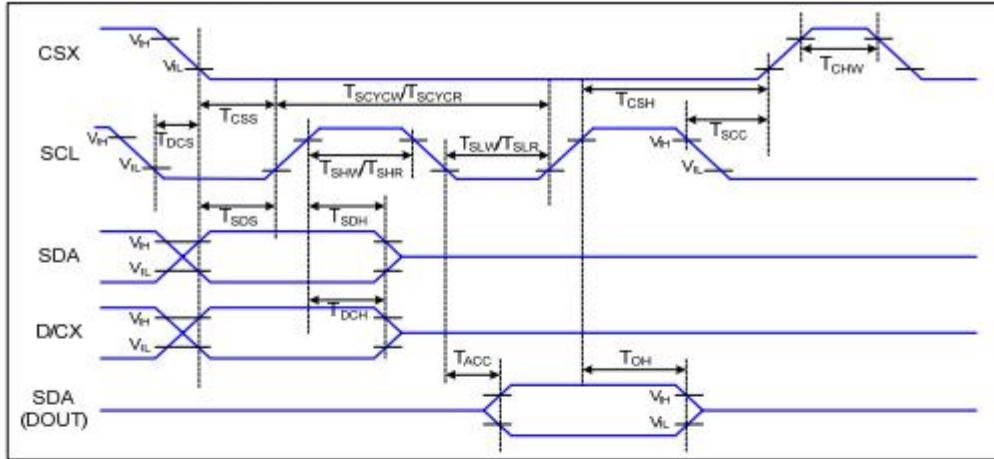 CSX
VIH
VIL
TCHW
TSCYCW/TSCYCR
TCSH
TCSS
TSCC
SCL
VIH
VIL
TDCS
TSHW/TSHR
TSLW/TSLR
VIH
VIL
TSDS
TSDH
SDA
VIH
VIL
TDCH
D/CX
VIH
VIL
TACC
TOH
SDA
(DOUT)
VIH
VIL